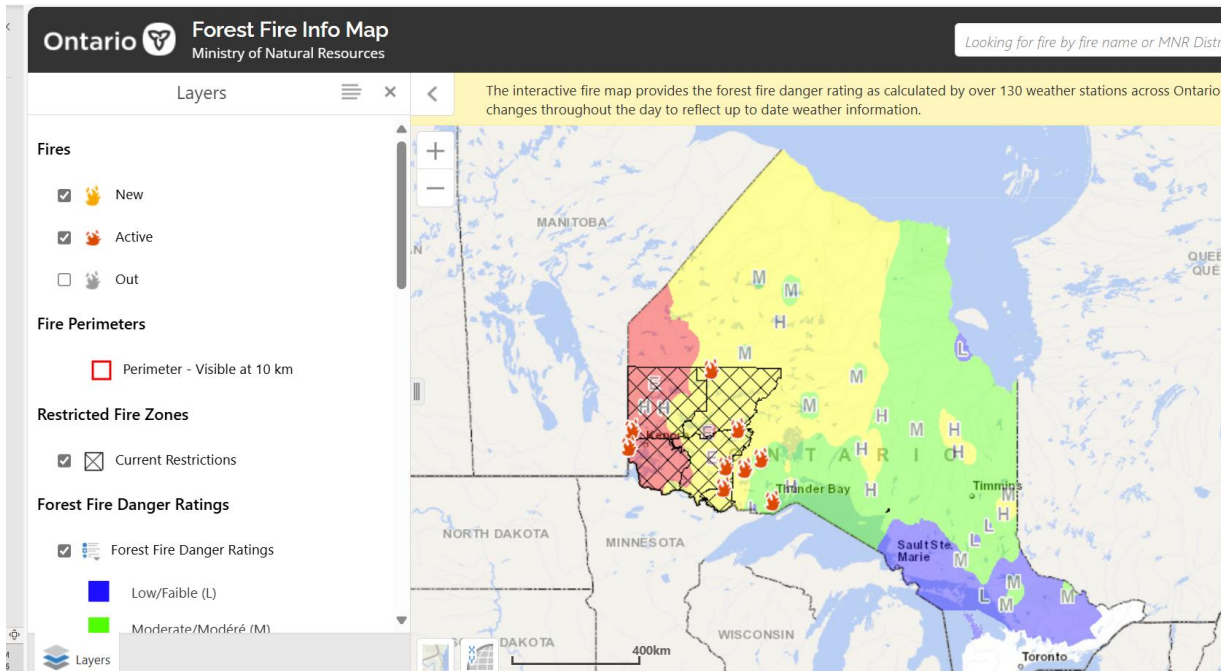 Ontario
Forest Fire Info Map
Ministry of Natural Resources
Looking for fire by fire name or MNR Distr
Layers
The interactive fire map provides the forest fire danger rating as calculated by over 130 weather stations across Ontario
changes throughout the day to reflect up to date weather information.
Fires
New
Active
Out
Fire Perimeters
Perimeter - Visible at 10 km
Restricted Fire Zones
Current Restrictions
Forest Fire Danger Ratings
Forest Fire Danger Ratings
Low/Faible (L)
Moderate/Modéré (M)
Layers
+
−
MANITOBA
QUÉ
M
M
H
L
M
E
H H
M
M
H
M
H
E
E
H
H
ONTARIO
Thunder Bay
H
H
L
Timmins
M
H
L
L
Sault Ste.
Marie
M
M
L
M
M
NORTH DAKOTA
MINNESOTA
WISCONSIN
DAKOTA
400km
Toronto